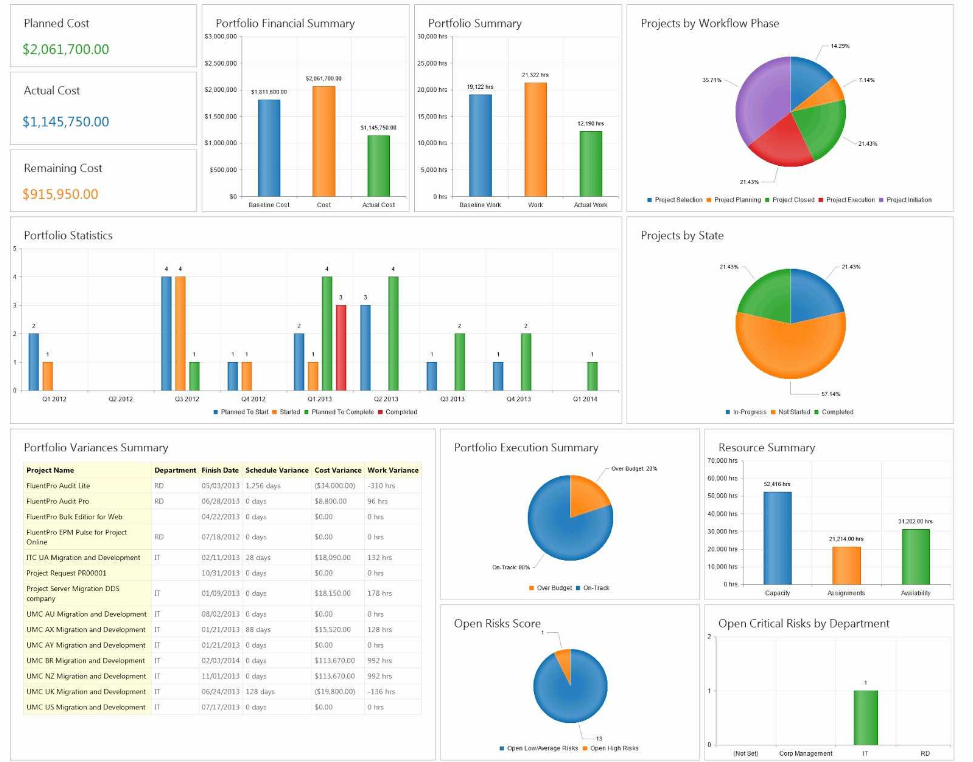 Planned Cost
$2,061,700.00
Actual Cost
$1,145,750.00
Remaining Cost
$915,950.00
Portfolio Financial Summary
$3,000,000
$2,500,000
$2,000,000
$1,500,000
$1,000,000
$500,000
$0
$1,811,600.00
$2,061,700.00
$1,145,750.00
Baseline Cost Cost Actual Cost
Portfolio Summary
30,000 hrs
25,000 hrs
20,000 hrs
15,000 hrs
10,000 hrs
5,000 hrs
0 hrs
19,122 hrs
21,322 hrs
12,190 hrs
Baseline Work Work Actual Work
Projects by Workflow Phase
14.29%
7.14%
21.43%
21.43%
35.71%
Project Selection Project Planning Project Closed Project Execution Project Initiation
Portfolio Statistics
5
4
3
2
1
0
2 1 4 4 1 1 1 2 1 4 3 3 4 1 2 1 2 1
Q1 2012 Q2 2012 Q3 2012 Q4 2012 Q1 2013 Q2 2013 Q3 2013 Q4 2013 Q1 2014
Planned To Start Started Planned To Complete Completed
Projects by State
21.43% 21.43%
57.14%
In-Progress Not Started Completed
Portfolio Variances Summary
Project Name Department Finish Date Schedule Variance Cost Variance Work Variance
FluentPro Audit Lite RD 05/03/2013 1,256 days ($34,000.00) -310 hrs
FluentPro Audit Pro RD 06/28/2013 0 days $8,800.00 96 hrs
FluentPro Bulk Editior for Web 04/22/2013 0 days $0.00 0 hrs
FluentPro EPM Pulse for Project
Online RD 07/18/2012 0 days $0.00 0 hrs
ITC UA Migration and Development IT 02/11/2013 28 days $18,090.00 132 hrs
Project Request PR00001 10/31/2013 0 days $0.00 0 hrs
Project Server Migration DDS
company IT 01/09/2013 0 days $18,150.00 178 hrs
UMC AU Migration and Development IT 08/02/2013 0 days $0.00 0 hrs
UMC AX Migration and Development IT 01/21/2013 88 days $15,520.00 128 hrs
UMC AY Migration and Development IT 01/21/2013 0 days $0.00 0 hrs
UMC BR Migration and Development IT 02/03/2014 0 days $113,670.00 992 hrs
UMC NZ Migration and Development IT 11/01/2013 0 days $113,670.00 992 hrs
UMC UK Migration and Development IT 06/24/2013 128 days ($19,800.00) -136 hrs
UMC US Migration and Development IT 07/17/2013 0 days $0.00 0 hrs
Portfolio Execution Summary
Over Budget: 20%
On-Track: 80%
Over Budget On-Track
Resource Summary
70,000 hrs
60,000 hrs
50,000 hrs
40,000 hrs
30,000 hrs
20,000 hrs
10,000 hrs
0 hrs
52,416 hrs
21,214.00 hrs
31,202.00 hrs
Capacity Assignments Availability
Open Risks Score
1
13
Open Low/Average Risks Open High Risks
Open Critical Risks by Department
2
1
0
1
(Not Set) Corp Management IT RD